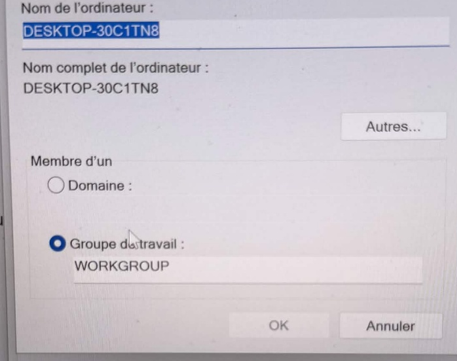 Nom de l'ordinateur :
DESKTOP-30C1TN8
Nom complet de l'ordinateur :
DESKTOP-30C1TN8
Autres...
Membre d'un
Domaine :
Groupe de travail :
WORKGROUP
OK
Annuler